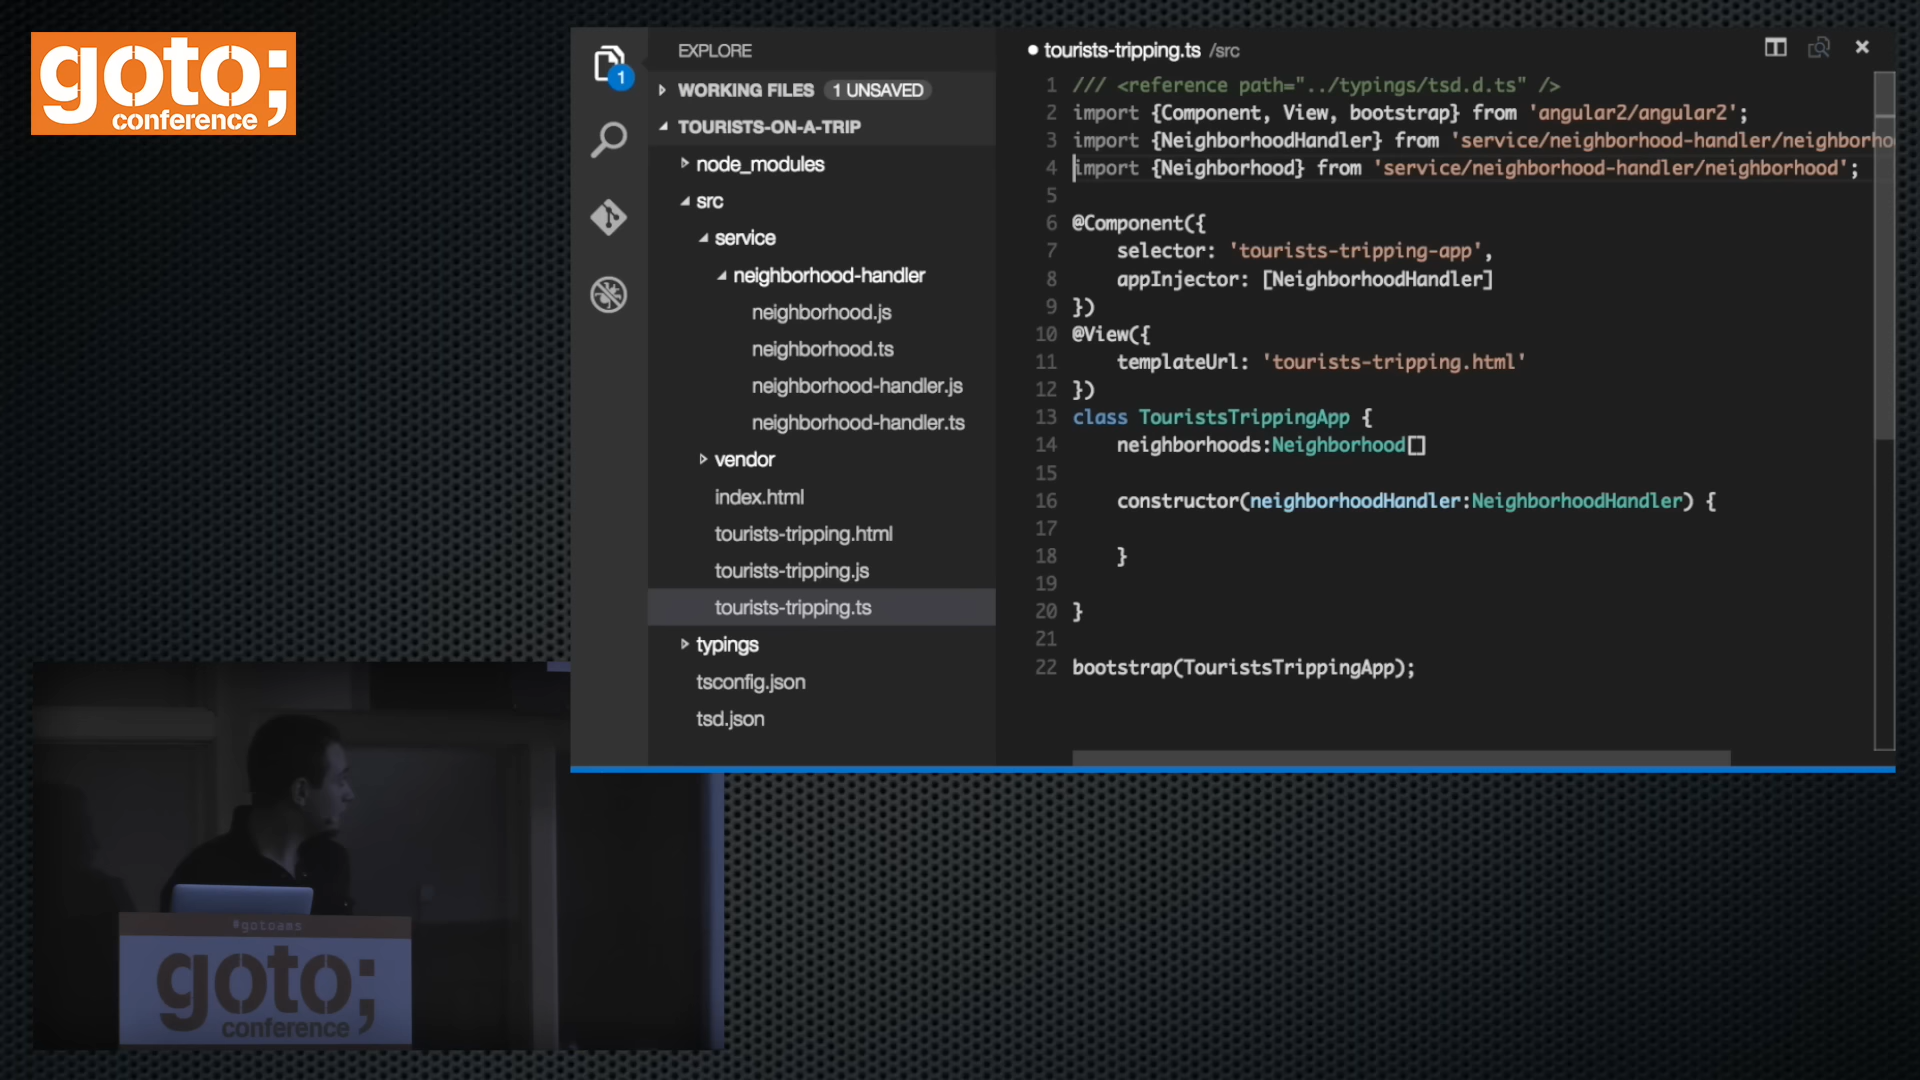 goto;
conference
EXPLORE
WORKING FILES 1 UNSAVED
TOURISTS-ON-A-TRIP
node_modules
src
service
neighborhood-handler
neighborhood.js
neighborhood.ts
neighborhood-handler.js
neighborhood-handler.ts
vendor
index.html
tourists-tripping.html
tourists-tripping.js
tourists-tripping.ts
typings
tsconfig.json
tsd.json
1
tourists-tripping.ts /src
1 /// <reference path="../typings/tsd.d.ts" />
2 import {Component, View, bootstrap} from 'angular2/angular2';
3 import {NeighborhoodHandler} from 'service/neighborhood-handler/neighborho
4 import {Neighborhood} from 'service/neighborhood-handler/neighborhood';
5
6 @Component({
7 selector: 'tourists-tripping-app',
8 appInjector: [NeighborhoodHandler]
9 })
10 @View({
11 templateUrl: 'tourists-tripping.html'
12 })
13 class TouristsTrippingApp {
14 neighborhoods:Neighborhood[]
15
16 constructor(neighborhoodHandler:NeighborhoodHandler) {
17
18 }
19
20 }
21
22 bootstrap(TouristsTrippingApp);
#gotoams
goto;
conference